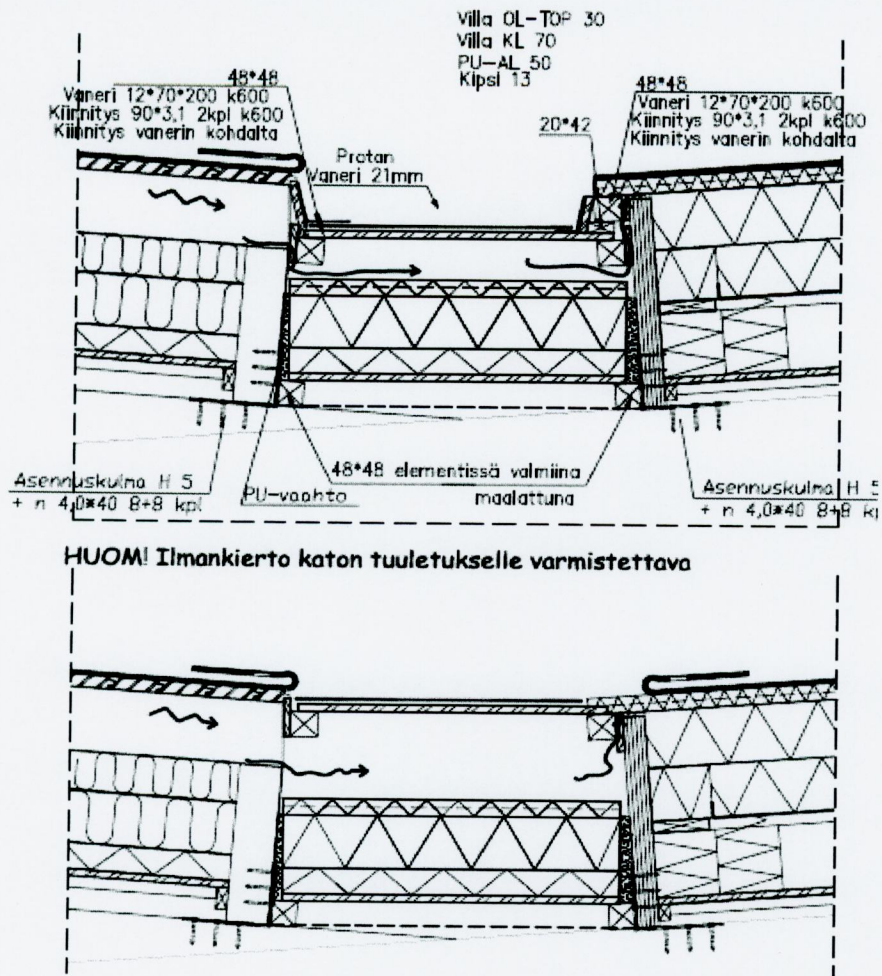 Villa OL-TOP 30
Villa KL 70
PU-AL 50
Kipsi 13
48*48
Vaneri 12*70*200 k600
Kiinnitys 90*3,1 2kpl k600
Kiinnitys vanerin kohdalta
48*48
Vaneri 12*70*200 k600
Kiinnitys 90*3,1 2kpl k600
Kiinnitys vanerin kohdalta
20*42
Protan
Vaneri 21mm
Asennuskulma H 5
+ n 4,0*40 8+8 kpl
PU-vaahto
48*48 elementissä valmiina
maalattuna
Asennuskulma H 5
+ n 4,0*40 8+8 kpl
HUOM! Ilmankierto katon tuuletukselle varmistettava